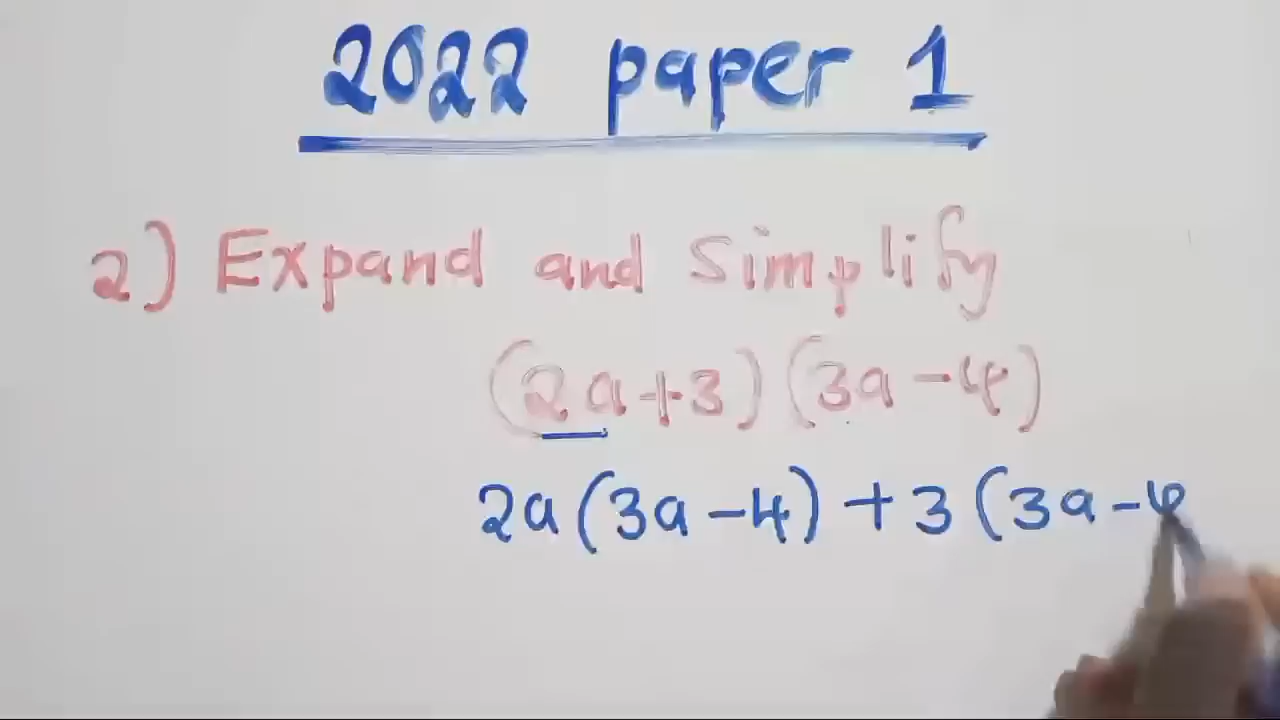 2022 paper 1
2) Expand and Simplify
(2a+3)(3a-4)
2a(3a-4)+3(3a-4